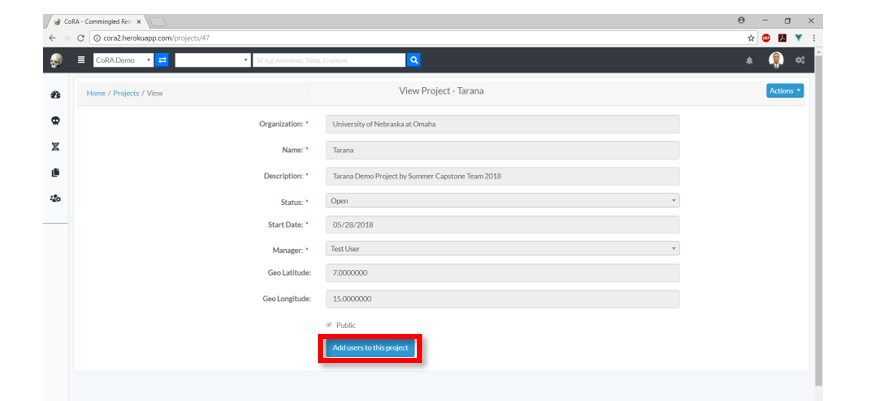 CoRA - Commingled Rem
cora2.herokuapp.com/projects/47
CoRA Demo
SE e.g. Humerus, Tibia, Cranium
Home / Projects / View
View Project - Tarana
Actions
Organization: *
University of Nebraska at Omaha
Name: *
Tarana
Description: *
Tarana Demo Project by Summer Capstone Team 2018
Status: *
Open
Start Date: *
05/28/2018
Manager: *
Test User
Geo Latitude:
7.0000000
Geo Longitude:
15.0000000
Public
Add users to this project